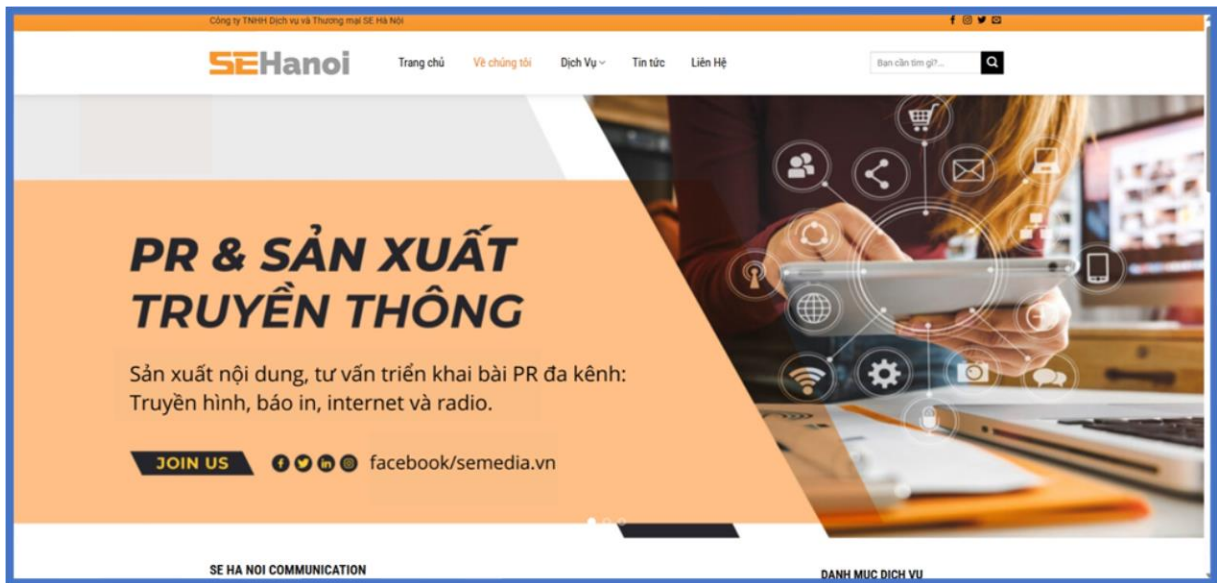 Công ty TNHH Dịch vụ và Thương mại SE Hà Nội
SEHanoi
Trang chủ
Về chúng tôi
Dịch Vụ
Tin tức
Liên Hệ
Bạn cần tìm gì?...
PR & SẢN XUẤT
TRUYỀN THÔNG
Sản xuất nội dung, tư vấn triển khai bài PR đa kênh:
Truyền hình, báo in, internet và radio.
JOIN US
facebook/semedia.vn
SE HA NOI COMMUNICATION
DANH MỤC DỊCH VỤ